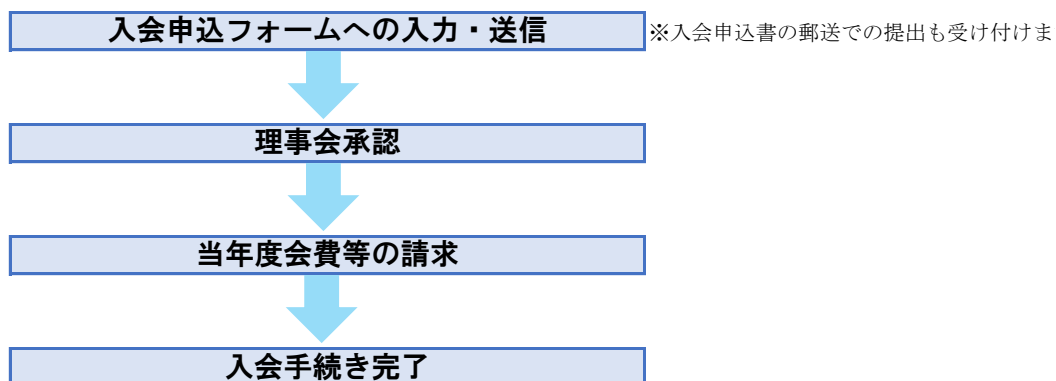 入会申込フォームへの入力・送信 ※入会申込書の郵送での提出も受け付けま
理事会承認
当年度会費等の請求
入会手続き完了